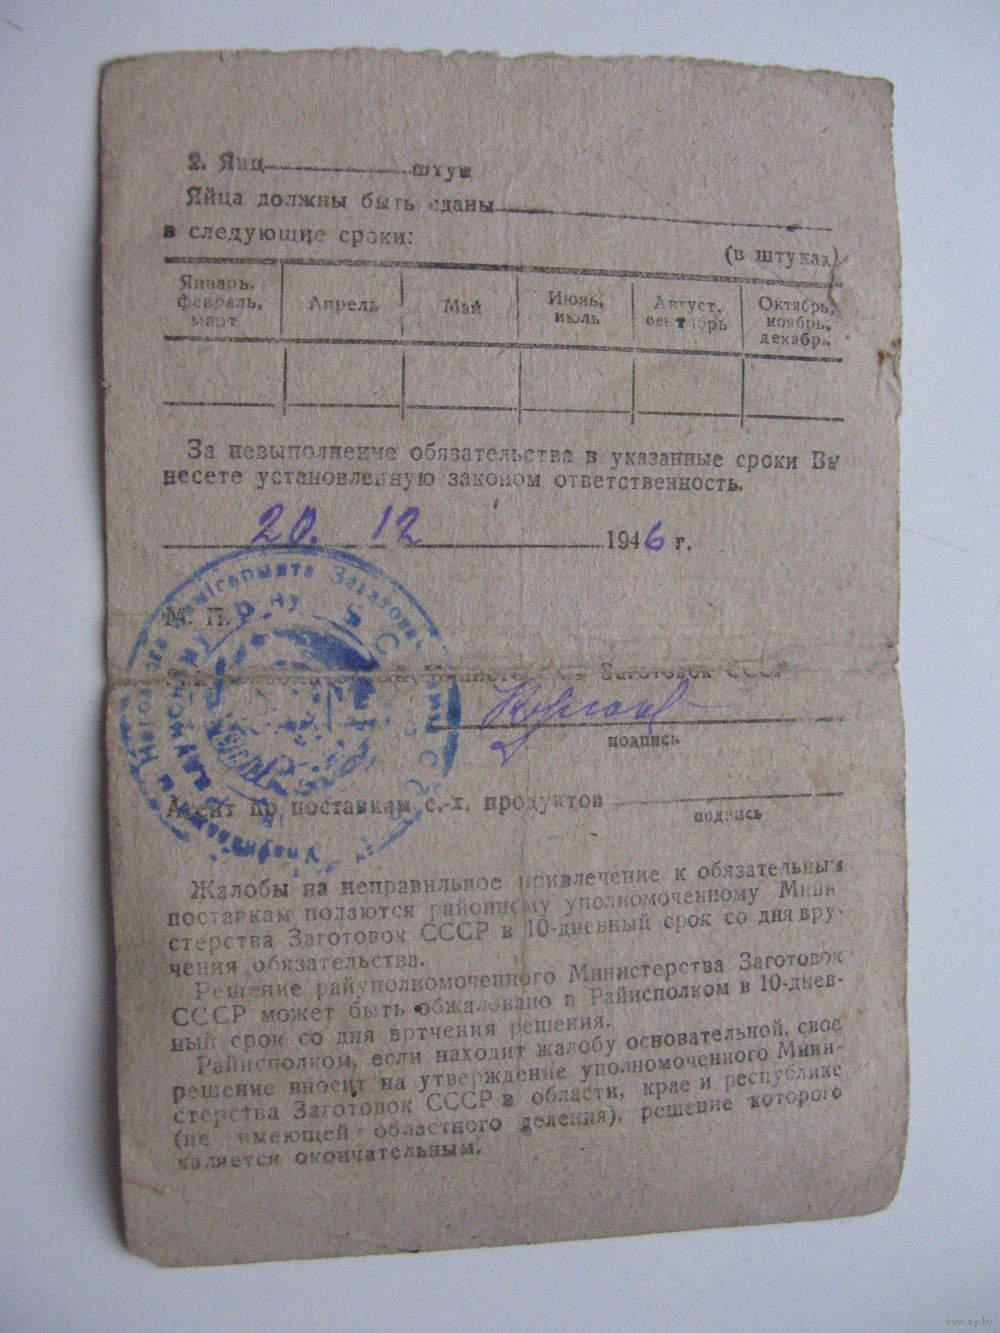 2. Яиц штук
Яйца должны быть сданы
в следующие сроки:
(в штуках)
Январь, февраль, март
Апрель
Май
Июнь, июль
Август, сентябрь
Октябрь, ноябрь, декабрь
За невыполнение обязательства в указанные сроки Вы
несете установленную законом ответственность.
20. 12 1946 г.
М. П.
Заготовок СССР
подпись
Агент по поставкам с.-х. продуктов
подпись
Жалобы на неправильное привлечение к обязательным
поставкам подаются районному уполномоченному Мини-
стерства Заготовок СССР в 10-дневный срок со дня вру-
чения обязательства.
Решение райуполномоченного Министерства Заготовок
СССР может быть обжаловано в Райисполком в 10-днев-
ный срок со дня вртчения решения.
Райисполком, если находит жалобу основательной, свое
решение вносит на утверждение уполномоченного Мини-
стерства Заготовок СССР в области, крае и республике
(не имеющей областного деления), решение которого
является окончательным.
www.ay.by